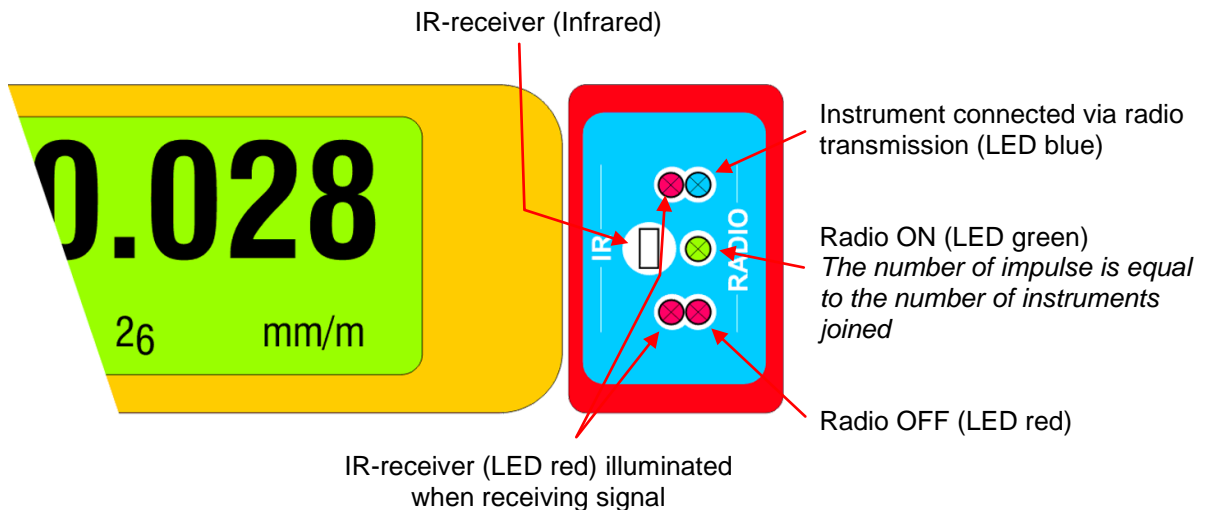 IR-receiver (Infrared)
Instrument connected via radio
transmission (LED blue)
0.028
26
mm/m
IR
RADIO
Radio ON (LED green)
The number of impulse is equal
to the number of instruments
joined
Radio OFF (LED red)
IR-receiver (LED red) illuminated
when receiving signal